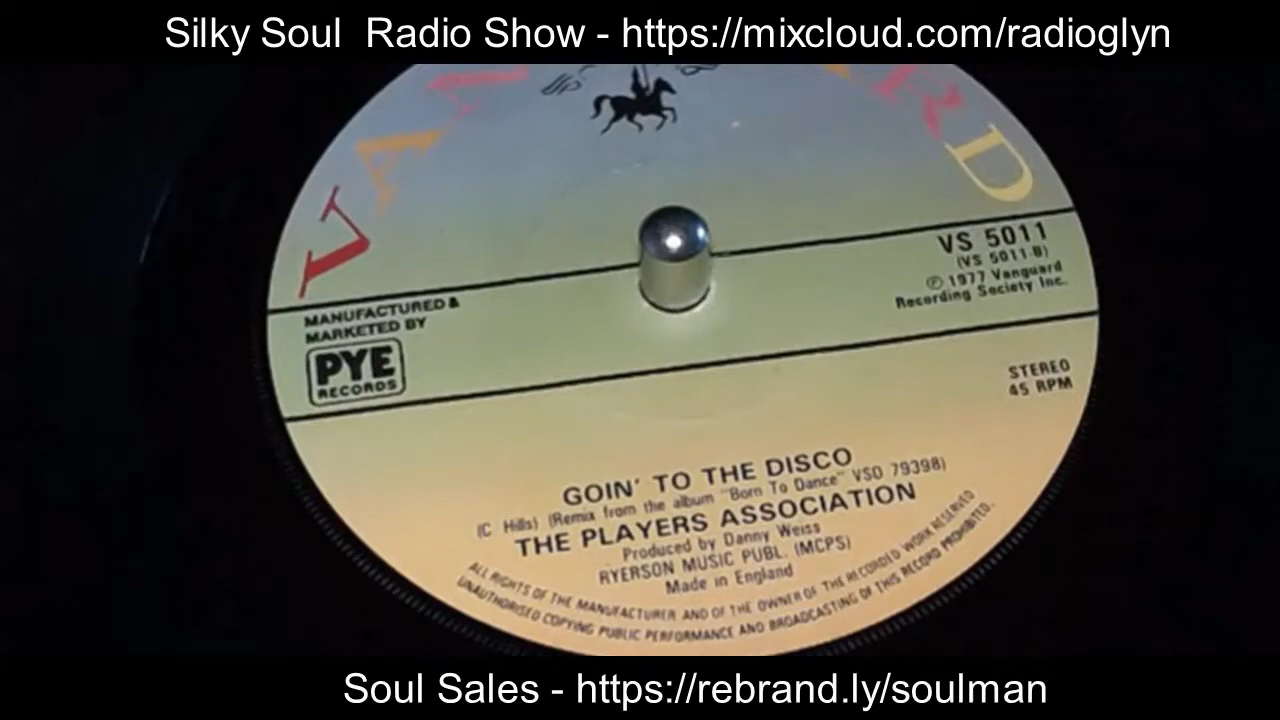 Silky Soul  Radio Show - https://mixcloud.com/radioglyn
VANGUARD
VS 5011
(VS 5011-B)
℗ 1977 Vanguard
Recording Society Inc.
MANUFACTURED &
MARKETED BY
PYE
RECORDS
STEREO
45 RPM
GOIN' TO THE DISCO
(C Hills) (Remix from the album "Born To Dance" VSD 79398)
THE PLAYERS ASSOCIATION
Produced by Danny Weiss
RYERSON MUSIC PUBL. (MCPS)
Made in England
ALL RIGHTS OF THE MANUFACTURER AND OF THE OWNER OF THE RECORDED WORK RESERVED
UNAUTHORISED COPYING PUBLIC PERFORMANCE AND BROADCASTING OF THIS RECORD PROHIBITED.
Soul Sales - https://rebrand.ly/soulman